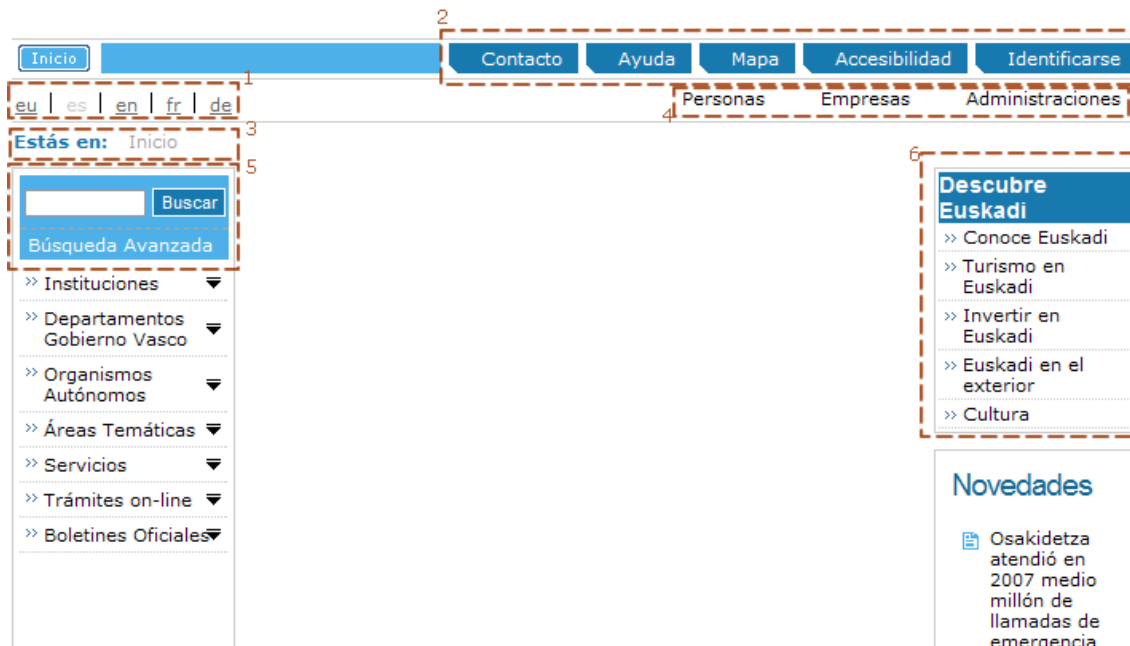 2
Inicio
Contacto Ayuda Mapa Accesibilidad Identificarse
1
eu | es | en | fr | de
Personas Empresas Administraciones
4
3
Estás en: Inicio
5
6
Buscar
Búsqueda Avanzada
» Instituciones
» Departamentos
Gobierno Vasco
» Organismos
Autónomos
» Áreas Temáticas
» Servicios
» Trámites on-line
» Boletines Oficiales
Descubre
Euskadi
» Conoce Euskadi
» Turismo en
Euskadi
» Invertir en
Euskadi
» Euskadi en el
exterior
» Cultura
Novedades
Osakidetza
atendió en
2007 medio
millón de
llamadas de
emergencia